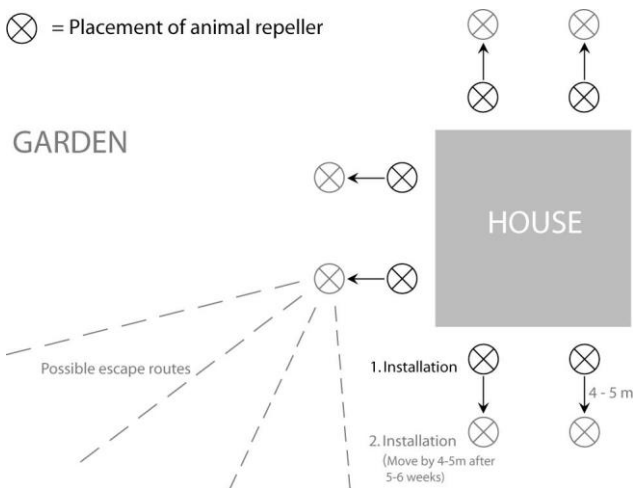 = Placement of animal repeller
GARDEN
HOUSE
Possible escape routes
1. Installation
4 - 5 m
2. Installation
(Move by 4-5m after
5-6 weeks)